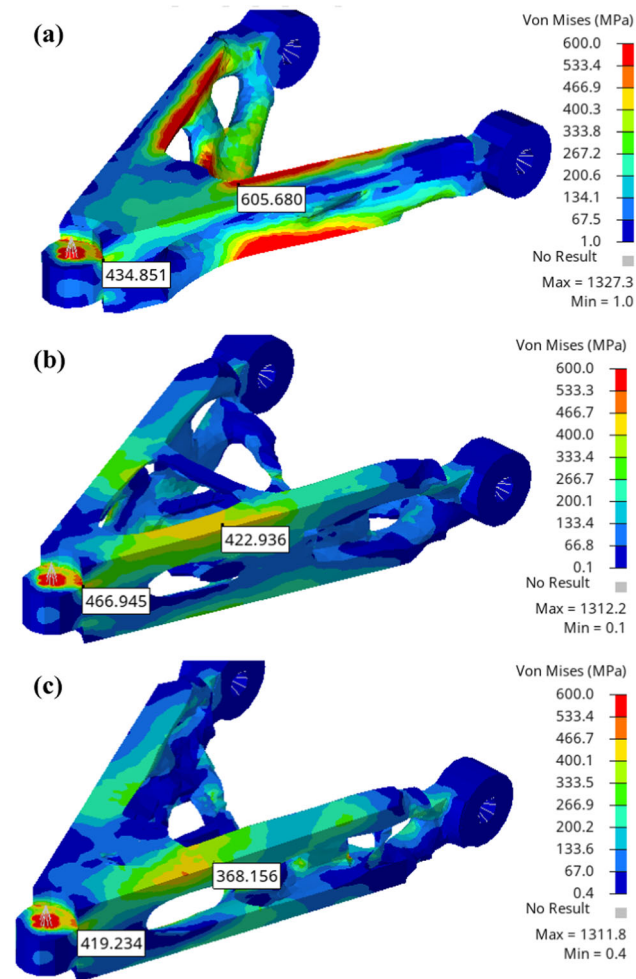 (a)
Von Mises (MPa)
600.0
533.4
466.9
400.3
333.8
267.2
200.6
134.1
67.5
1.0
No Result
Max = 1327.3
Min = 1.0
605.680
434.851
(b)
Von Mises (MPa)
600.0
533.3
466.7
400.0
333.4
266.7
200.1
133.4
66.8
0.1
No Result
Max = 1312.2
Min = 0.1
422.936
466.945
(c)
Von Mises (MPa)
600.0
533.4
466.7
400.1
333.5
266.9
200.2
133.6
67.0
0.4
No Result
Max = 1311.8
Min = 0.4
368.156
419.234